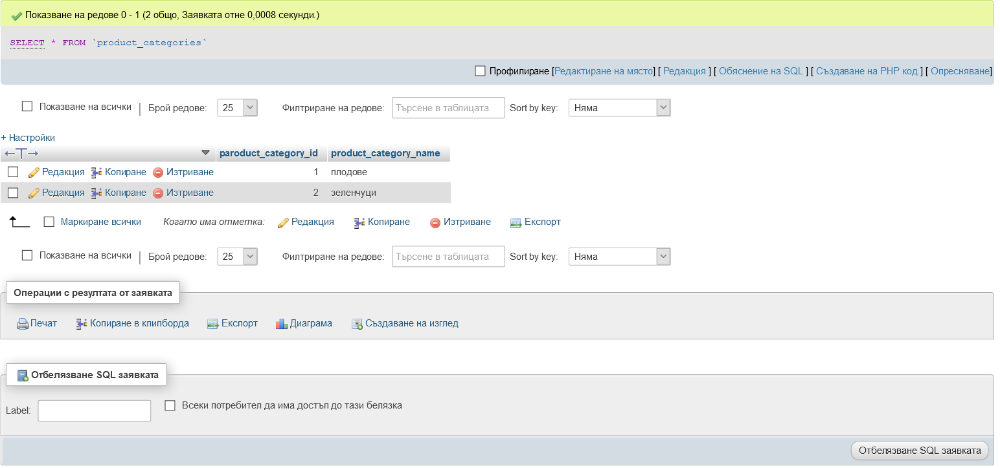 Показване на редове 0 - 1 (2 общо, Заявката отне 0,0008 секунди.)
SELECT * FROM `product_categories`
Профилиране [Редактиране на място] [ Редакция ] [ Обяснение на SQL ] [ Създаване на PHP код ] [ Опресняване]
Показване на всички | Брой редове: 25 Филтриране на редове: Търсене в таблицата Sort by key: Няма
+ Настройки
←T→ paroduct_category_id product_category_name
Редакция Копиране Изтриване 1 плодове
Редакция Копиране Изтриване 2 зеленчуци
Маркиране всички Когато има отметка: Редакция Копиране Изтриване Експорт
Показване на всички | Брой редове: 25 Филтриране на редове: Търсене в таблицата Sort by key: Няма
Операции с резултата от заявката
Печат Копиране в клипборда Експорт Диаграма Създаване на изглед
Отбелязване SQL заявката
Label: Всеки потребител да има достъп до тази белязка
Отбелязване SQL заявката